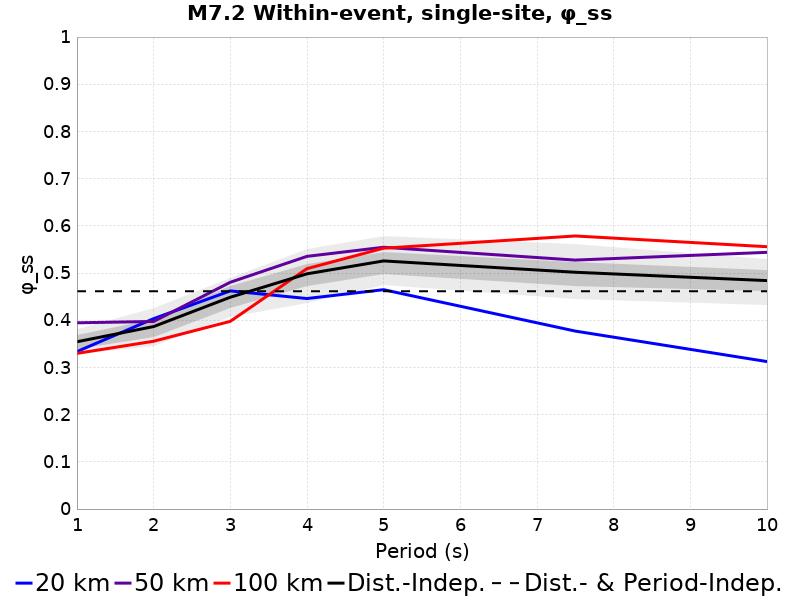 M7.2 Within-event, single-site, φ_ss
1
0.9
0.8
0.7
0.6
0.5
0.4
0.3
0.2
0.1
0
φ_ss
1 2 3 4 5 6 7 8 9 10
Period (s)
20 km 50 km 100 km Dist.-Indep. Dist.- & Period-Indep.